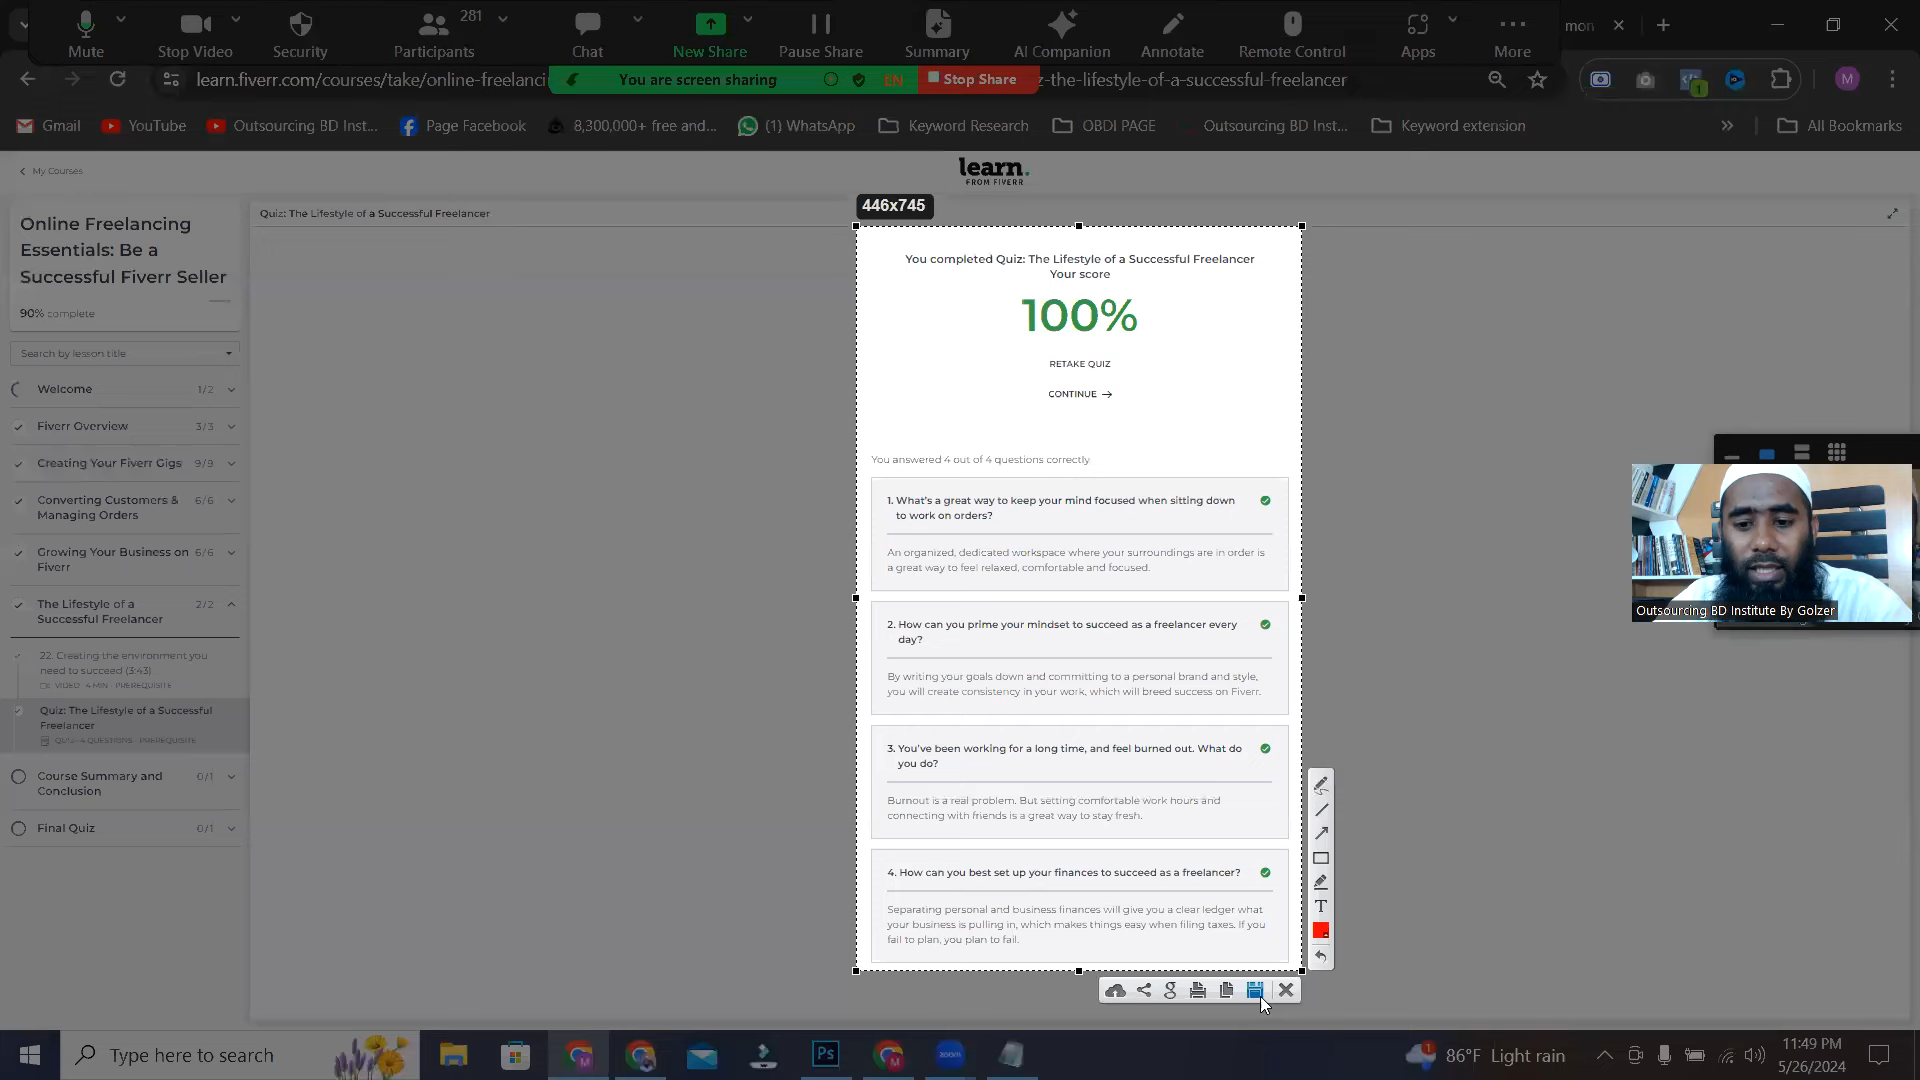 Mute
Stop Video
Security
281
Participants
Chat
New Share
Pause Share
Summary
AI Companion
Annotate
Remote Control
Apps
More
mon
learn.fiverr.com/courses/take/online-freelanci
You are screen sharing
EN
Stop Share
z-the-lifestyle-of-a-successful-freelancer
1
M
Gmail
YouTube
Outsourcing BD Inst...
Page Facebook
8,300,000+ free and...
(1) WhatsApp
Keyword Research
OBDI PAGE
Outsourcing BD Inst...
Keyword extension
All Bookmarks
My Courses
learn.
FROM FIVERR
Online Freelancing
Essentials: Be a
Successful Fiverr Seller
90% complete
Search by lesson title
Welcome 1/2
Fiverr Overview 3/3
Creating Your Fiverr Gigs 9/9
Converting Customers & 6/6
Managing Orders
Growing Your Business on 6/6
Fiverr
The Lifestyle of a 2/2
Successful Freelancer
22. Creating the environment you
need to succeed (3:43)
VIDEO · 4 MIN · PREREQUISITE
Quiz: The Lifestyle of a Successful
Freelancer
QUIZ · 4 QUESTIONS · PREREQUISITE
Course Summary and 0/1
Conclusion
Final Quiz 0/1
Quiz: The Lifestyle of a Successful Freelancer
446x745
You completed Quiz: The Lifestyle of a Successful Freelancer
Your score
100%
RETAKE QUIZ
CONTINUE
You answered 4 out of 4 questions correctly
1. What's a great way to keep your mind focused when sitting down
to work on orders?
An organized, dedicated workspace where your surroundings are in order is
a great way to feel relaxed, comfortable and focused.
2. How can you prime your mindset to succeed as a freelancer every
day?
By writing your goals down and committing to a personal brand and style,
you will create consistency in your work, which will breed success on Fiverr.
3. You've been working for a long time, and feel burned out. What do
you do?
Burnout is a real problem. But setting comfortable work hours and
connecting with friends is a great way to stay fresh.
4. How can you best set up your finances to succeed as a freelancer?
Separating personal and business finances will give you a clear ledger what
your business is pulling in, which makes things easy when filing taxes. If you
fail to plan, you plan to fail.
T
g
Outsourcing BD Institute By Golzer
Type here to search
Ps
zoom
1
86°F Light rain
11:49 PM
5/26/2024